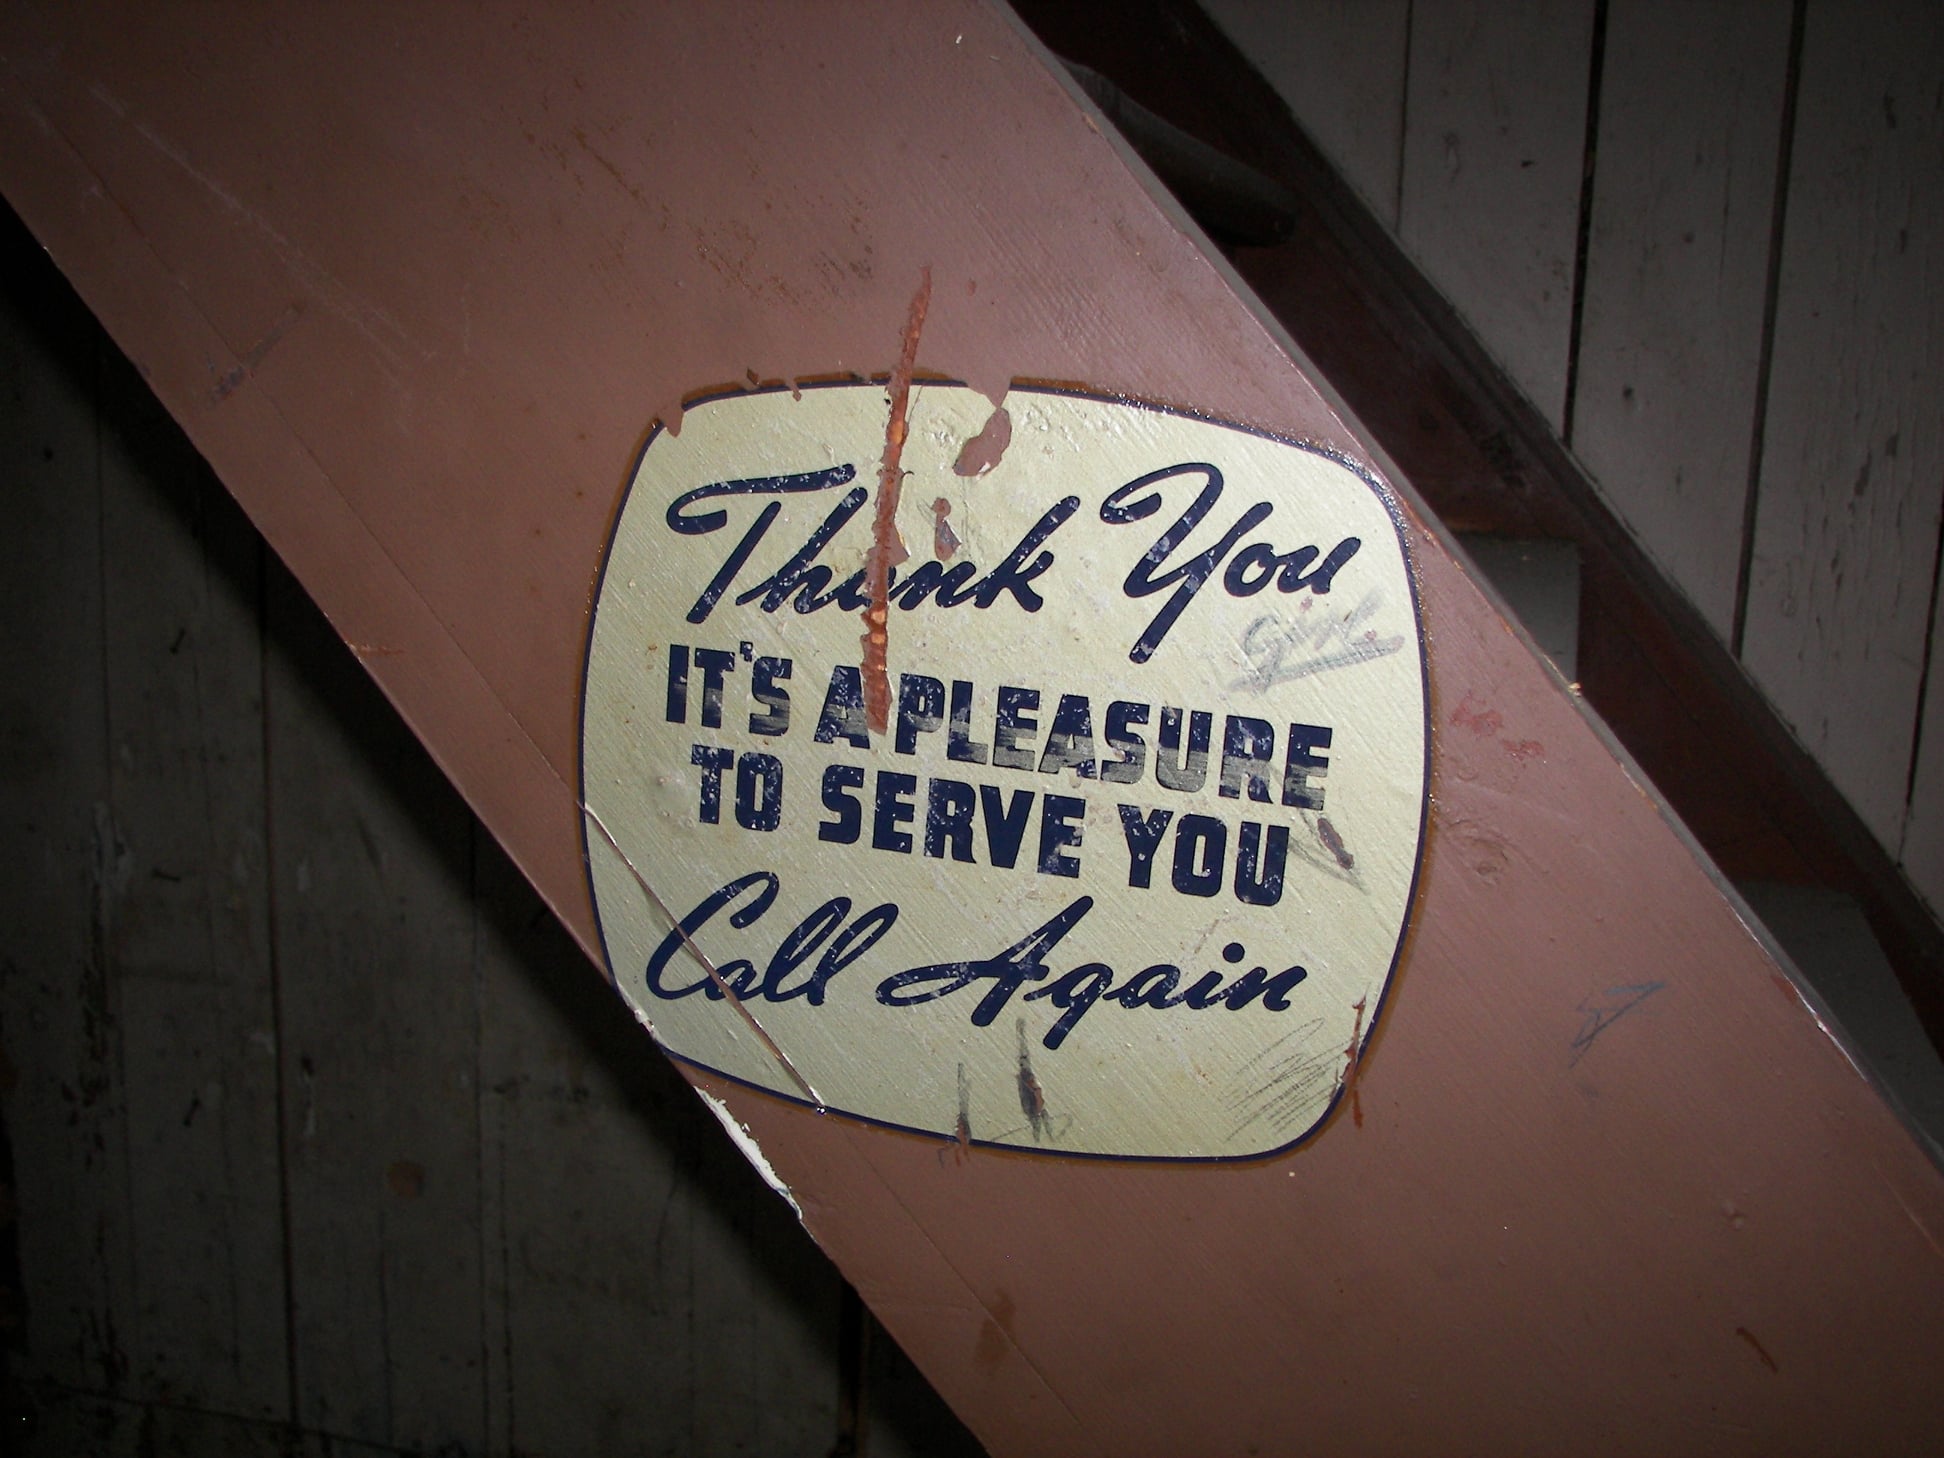 Thank You
IT'S A PLEASURE
TO SERVE YOU
Call Again